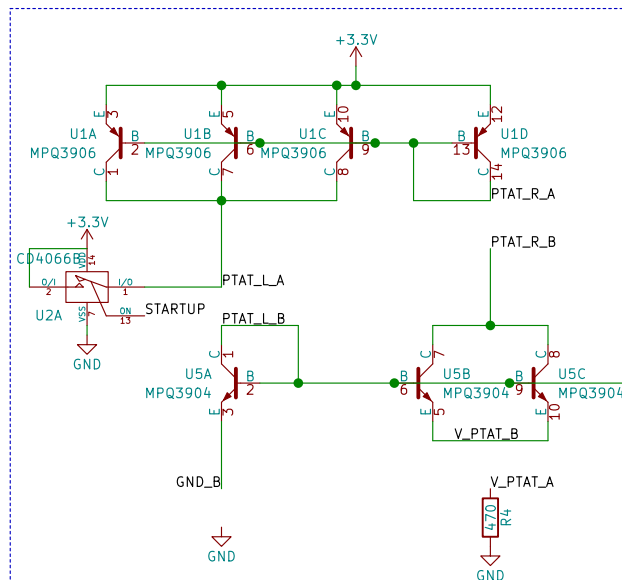 +3.3V
E 3 E 5 E 10 E 12
U1A B 2 U1B B 6 U1C B 9 13 B U1D
MPQ3906 MPQ3906 MPQ3906 MPQ3906
C 1 C 7 C 8 C 14
PTAT_R_A
+3.3V
PTAT_R_B
CD4066B VDD 14
O/I 2 I/O 1 PTAT_L_A
STARTUP
U2A VSS 7 ON 13
PTAT_L_B
GND
C 1 C 7 C 8
U5A B 2 B 6 U5B B 9 U5C
MPQ3904 MPQ3904 MPQ3904
E 3 E 5 E 10
V_PTAT_B
GND_B V_PTAT_A
470 R4
GND GND